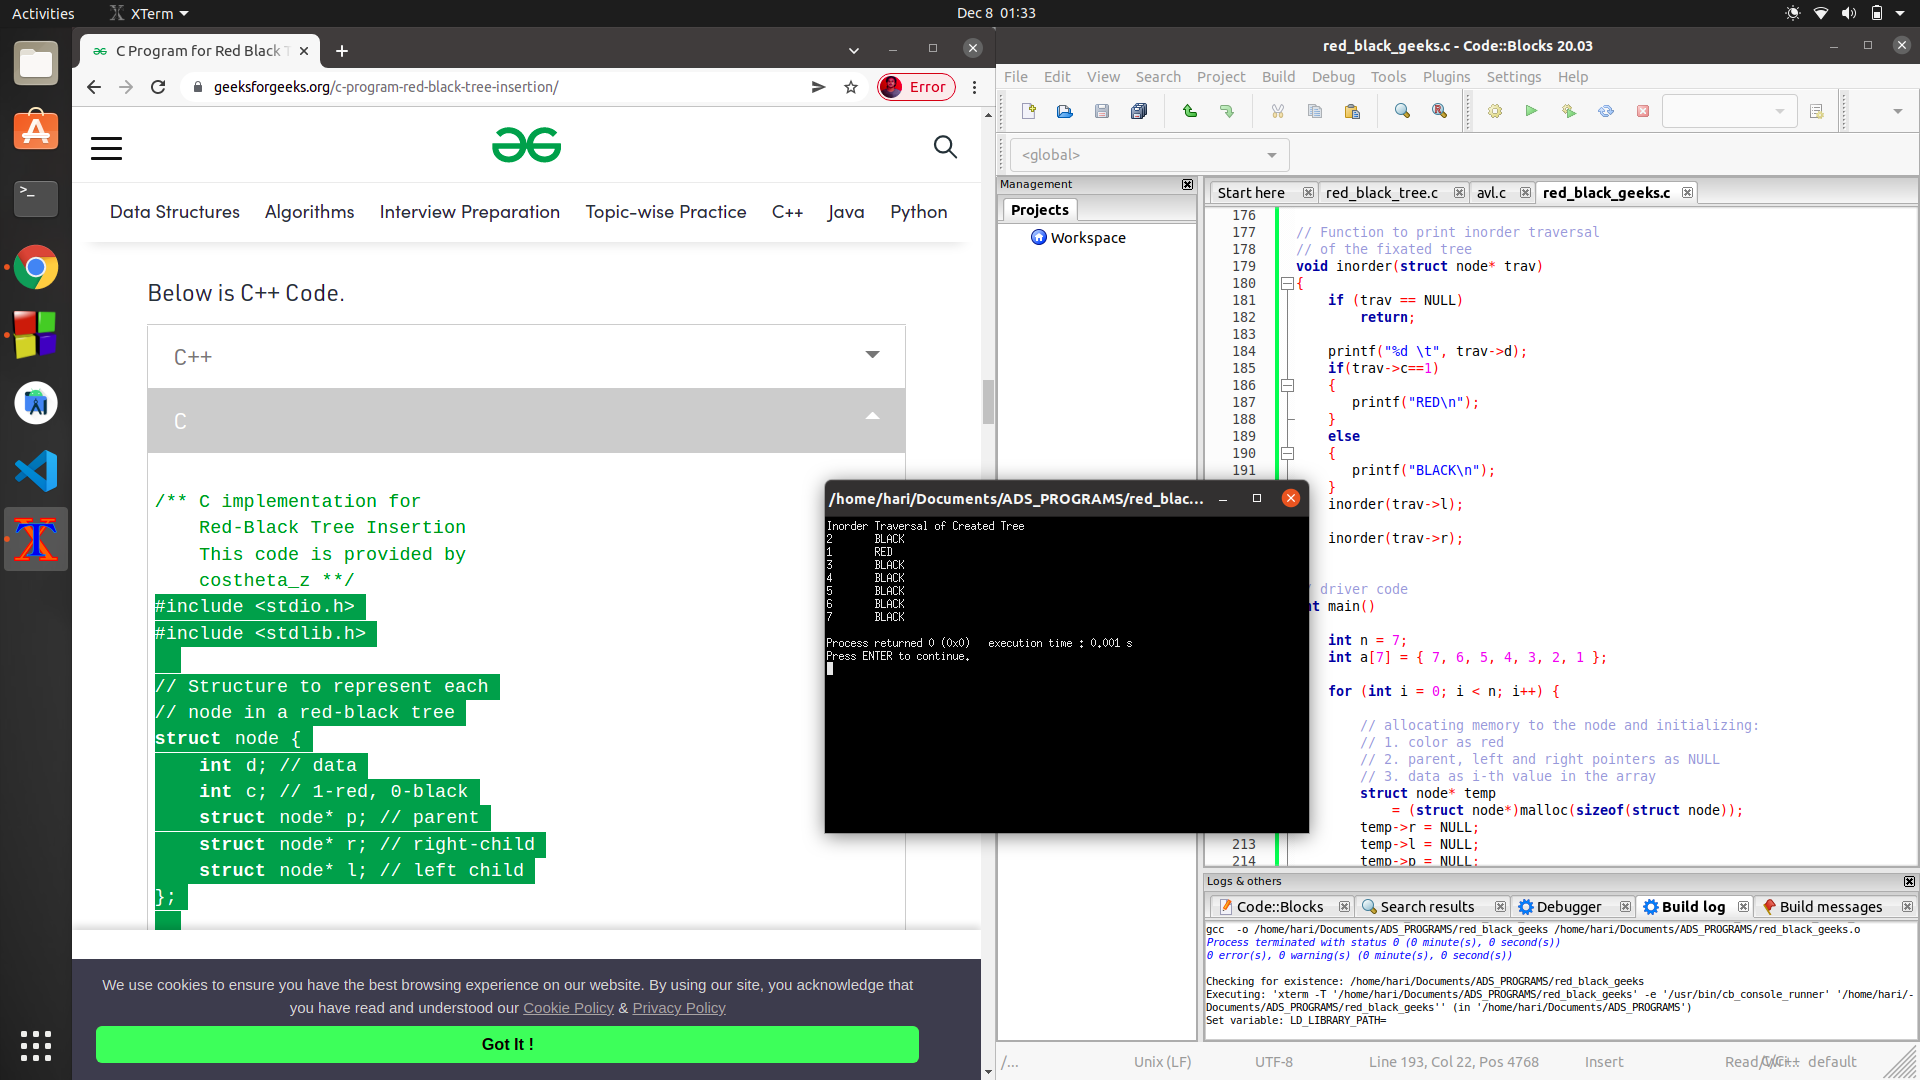 Activities
XTerm
Dec 8 01:33
C Program for Red Black T
geeksforgeeks.org/c-program-red-black-tree-insertion/
Error
Data Structures
Algorithms
Interview Preparation
Topic-wise Practice
C++
Java
Python
Below is C++ Code.
C++
C
/** C implementation for
Red-Black Tree Insertion
This code is provided by
costheta_z **/
#include <stdio.h>
#include <stdlib.h>
// Structure to represent each
// node in a red-black tree
struct node {
int d; // data
int c; // 1-red, 0-black
struct node* p; // parent
struct node* r; // right-child
struct node* l; // left child
};
We use cookies to ensure you have the best browsing experience on our website. By using our site, you acknowledge that
you have read and understood our Cookie Policy & Privacy Policy
Got It !
/home/hari/Documents/ADS_PROGRAMS/red_blac...
Inorder Traversal of Created Tree
2 BLACK
1 RED
3 BLACK
4 BLACK
5 BLACK
6 BLACK
7 BLACK
Process returned 0 (0x0) execution time : 0.001 s
Press ENTER to continue.
red_black_geeks.c - Code::Blocks 20.03
File Edit View Search Project Build Debug Tools Plugins Settings Help
<global>
Management
Projects
Workspace
Start here
red_black_tree.c
avl.c
red_black_geeks.c
176
177 // Function to print inorder traversal
178 // of the fixated tree
179 void inorder(struct node* trav)
180 {
181 if (trav == NULL)
182 return;
183
184 printf("%d \t", trav->d);
185 if(trav->c==1)
186 {
187 printf("RED\n");
188 }
189 else
190 {
191 printf("BLACK\n");
}
inorder(trav->l);
inorder(trav->r);
driver code
main()
int n = 7;
int a[7] = { 7, 6, 5, 4, 3, 2, 1 };
for (int i = 0; i < n; i++) {
// allocating memory to the node and initializing:
// 1. color as red
// 2. parent, left and right pointers as NULL
// 3. data as i-th value in the array
struct node* temp
= (struct node*)malloc(sizeof(struct node));
temp->r = NULL;
213 temp->l = NULL;
214 temp->p = NULL;
Logs & others
Code::Blocks
Search results
Debugger
Build log
Build messages
gcc -o /home/hari/Documents/ADS_PROGRAMS/red_black_geeks /home/hari/Documents/ADS_PROGRAMS/red_black_geeks.o
Process terminated with status 0 (0 minute(s), 0 second(s))
0 error(s), 0 warning(s) (0 minute(s), 0 second(s))
Checking for existence: /home/hari/Documents/ADS_PROGRAMS/red_black_geeks
Executing: 'xterm -T '/home/hari/Documents/ADS_PROGRAMS/red_black_geeks' -e '/usr/bin/cb_console_runner' '/home/hari/-
Documents/ADS_PROGRAMS/red_black_geeks'' (in '/home/hari/Documents/ADS_PROGRAMS')
Set variable: LD_LIBRARY_PATH=
/...
Unix (LF)
UTF-8
Line 193, Col 22, Pos 4768
Insert
default